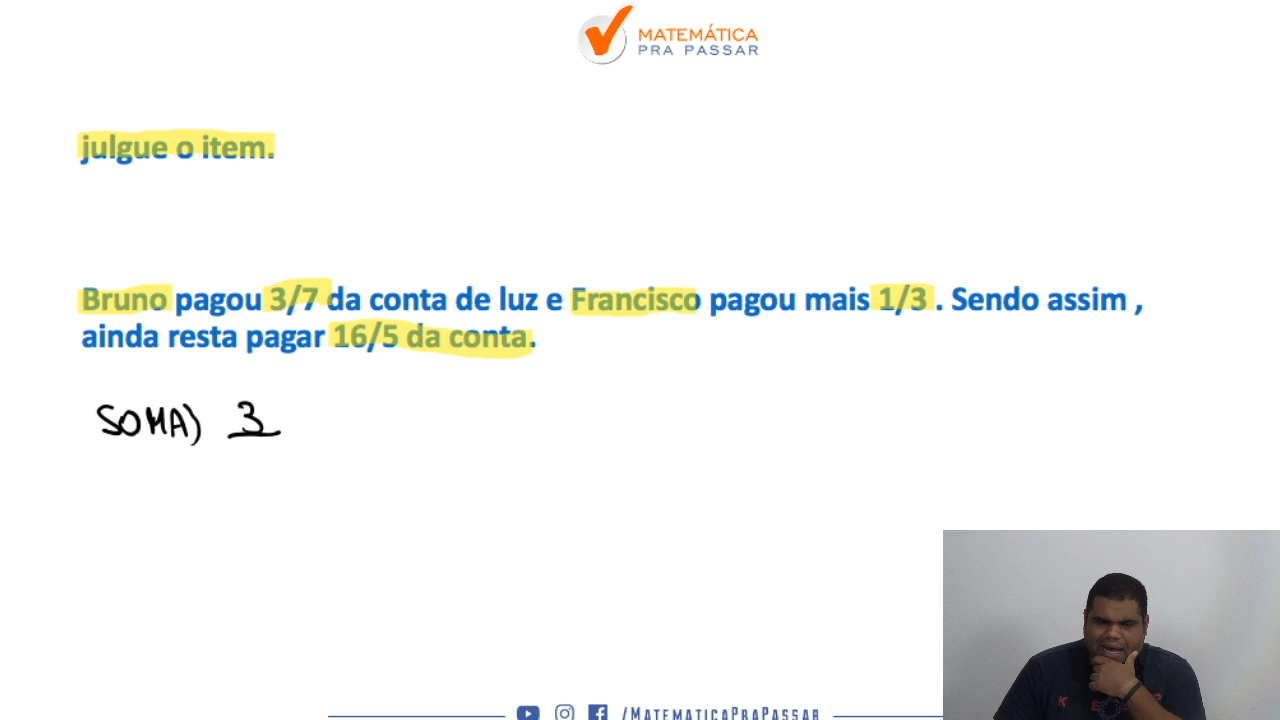 MATEMÁTICA
PRA PASSAR
julgue o item.
Bruno pagou 3/7 da conta de luz e Francisco pagou mais 1/3 . Sendo assim ,
ainda resta pagar 16/5 da conta.
SOMA) 3
/MATEMATICAPRAPASSAR